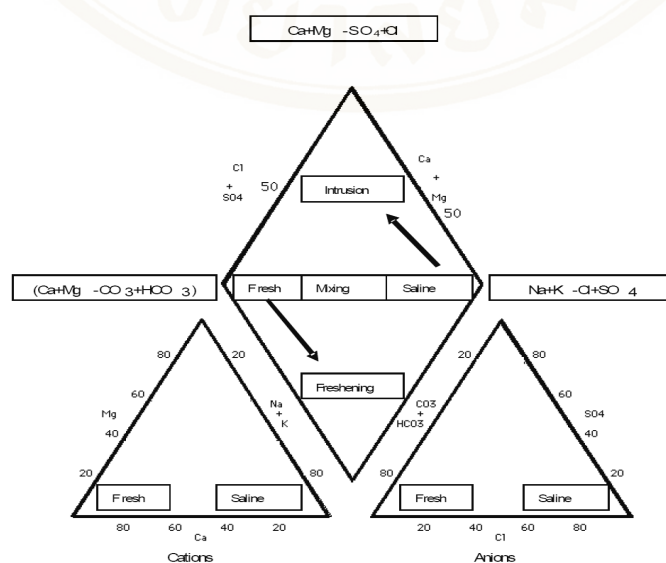 Ca+Mg -SO4+Cl
Cl
+
SO4
50
Ca
+
Mg
50
Intrusion
(Ca+Mg -CO3+HCO3)
Fresh Mixing Saline
Na+K -Cl+SO4
Freshening
Na
+
K
CO3
+
HCO3
80
20
Mg
60
40
20
80
Fresh Saline
80 60 40 20
Ca
Cations
20
80
60
SO4
40
80
20
Fresh Saline
20 40 60 80
Cl
Anions